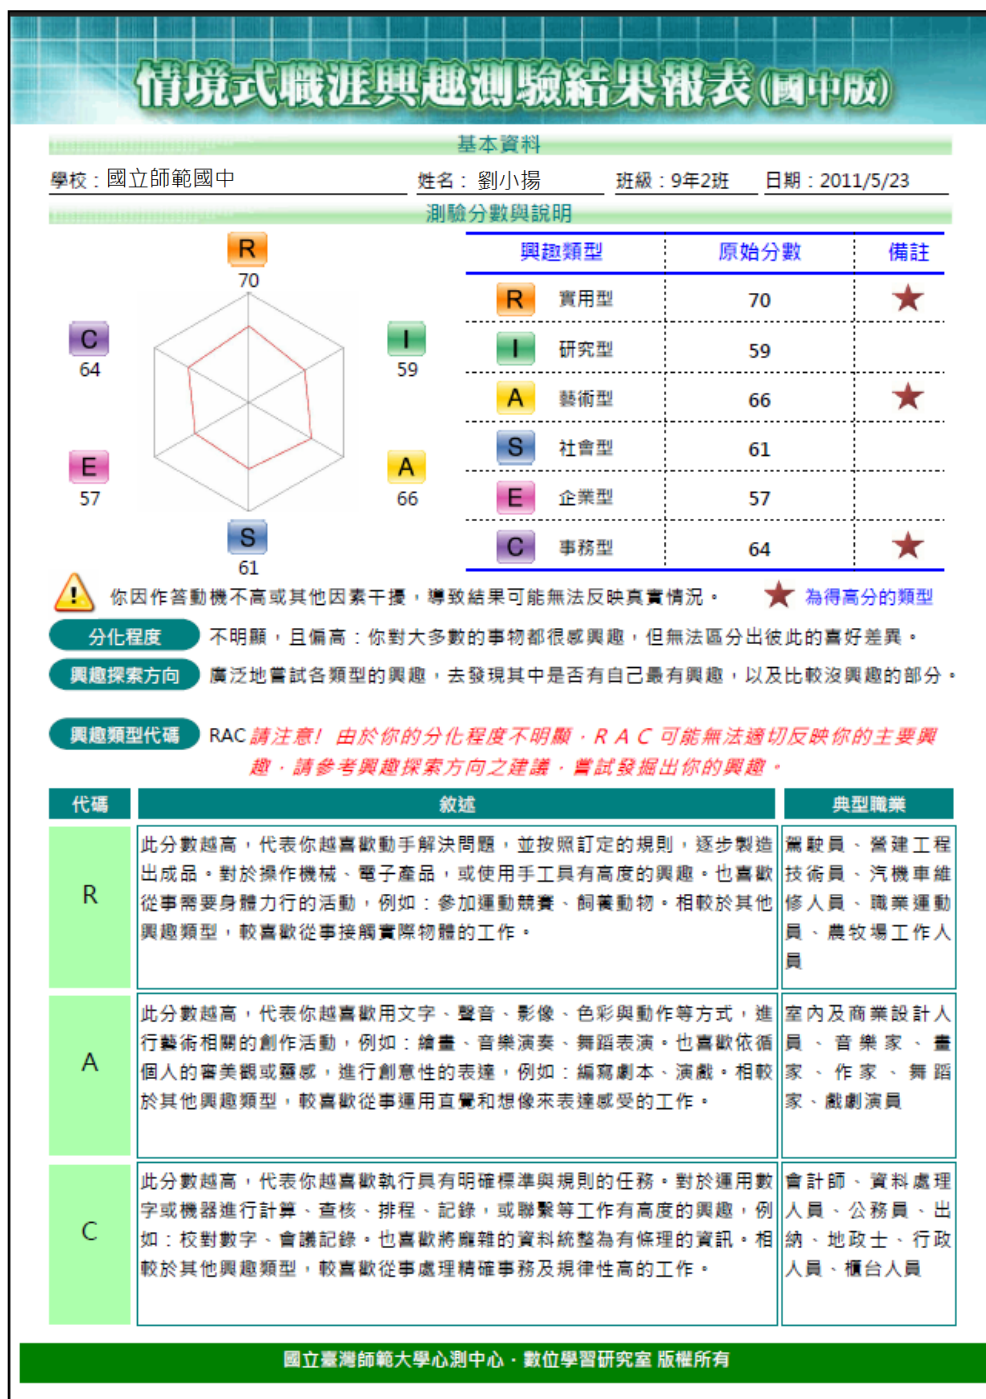 情境式職涯興趣測驗結果報表(國中版)
基本資料
學校：國立師範國中 姓名：劉小揚 班級：9年2班 日期：2011/5/23
測驗分數與說明
R
70
C
64
I
59
E
57
A
66
S
61
興趣類型 原始分數 備註
R 實用型 70 ★
I 研究型 59
A 藝術型 66 ★
S 社會型 61
E 企業型 57
C 事務型 64 ★
! 你因作答動機不高或其他因素干擾，導致結果可能無法反映真實情況。 ★ 為得高分的類型
分化程度 不明顯，且偏高：你對大多數的事物都很感興趣，但無法區分出彼此的喜好差異。
興趣探索方向 廣泛地嘗試各類型的興趣，去發現其中是否有自己最有興趣，以及比較沒興趣的部分。
興趣類型代碼 RAC 請注意! 由於你的分化程度不明顯，RAC 可能無法適切反映你的主要興
趣，請參考興趣探索方向之建議，嘗試發掘出你的興趣。
代碼 敘述 典型職業
R
此分數越高，代表你越喜歡動手解決問題，並按照訂定的規則，逐步製造
出成品。對於操作機械、電子產品，或使用手工具有高度的興趣。也喜歡
從事需要身體力行的活動，例如：參加運動競賽、飼養動物。相較於其他
興趣類型，較喜歡從事接觸實際物體的工作。
駕駛員、營建工程
技術員、汽機車維
修人員、職業運動
員、農牧場工作人
員
A
此分數越高，代表你越喜歡用文字、聲音、影像、色彩與動作等方式，進
行藝術相關的創作活動，例如：繪畫、音樂演奏、舞蹈表演。也喜歡依循
個人的審美觀或靈感，進行創意性的表達，例如：編寫劇本、演戲。相較
於其他興趣類型，較喜歡從事運用直覺和想像來表達感受的工作。
室內及商業設計人
員、音樂家、畫
家、作家、舞蹈
家、戲劇演員
C
此分數越高，代表你越喜歡執行具有明確標準與規則的任務。對於運用數
字或機器進行計算、查核、排程、記錄，或聯繫等工作有高度的興趣，例
如：校對數字、會議記錄。也喜歡將龐雜的資料統整為有條理的資訊。相
較於其他興趣類型，較喜歡從事處理精確事務及規律性高的工作。
會計師、資料處理
人員、公務員、出
納、地政士、行政
人員、櫃台人員
國立臺灣師範大學心測中心．數位學習研究室 版權所有